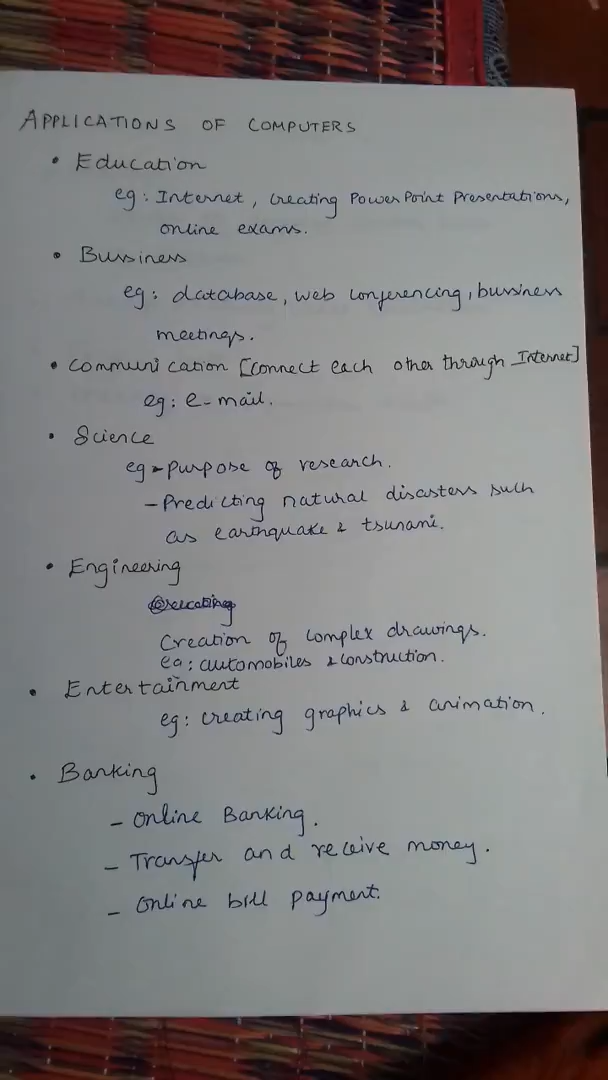 APPLICATIONS OF COMPUTERS
• Education
eg: Internet, creating PowerPoint Presentations,
online exams.
• Bussiness
eg: database, web conferencing, bussiness
meetings.
• Communication [connect each other through Internet]
eg: e-mail.
• Science
eg - purpose of research.
- Predicting natural disasters such
as earthquake & tsunami.
• Engineering
Creation of complex drawings.
eg: automobiles & construction.
• Entertainment
eg: creating graphics & animation.
• Banking
- Online Banking.
- Transfer and receive money.
- Online bill payment.